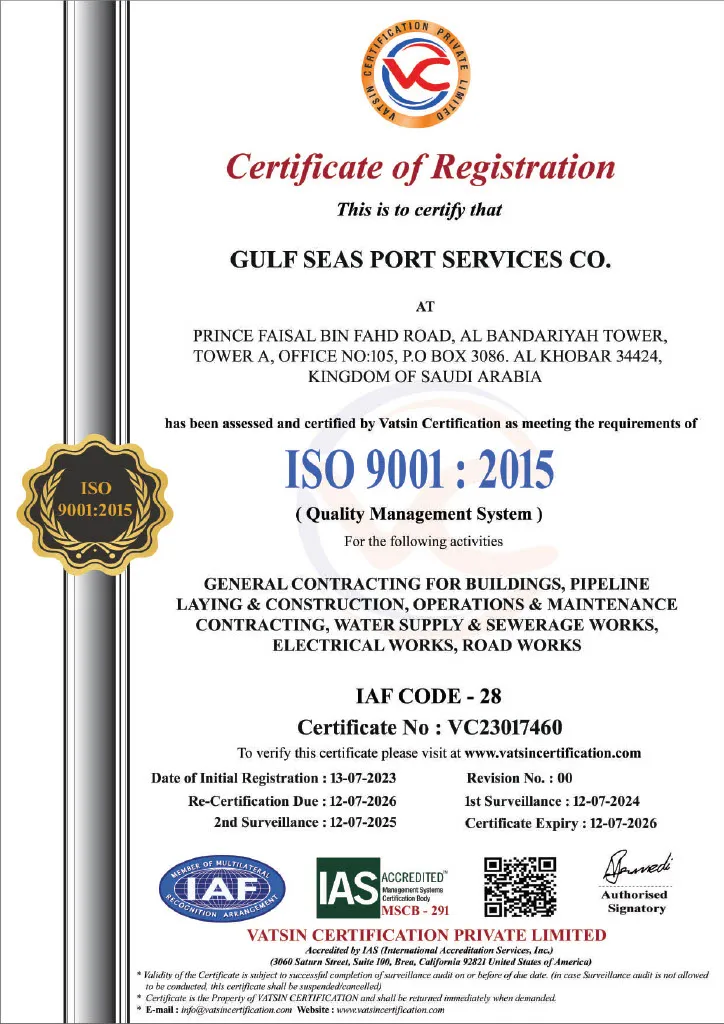 VATSIN CERTIFICATION PRIVATE LIMITED
VC
Certificate of Registration
This is to certify that
GULF SEAS PORT SERVICES CO.
AT
PRINCE FAISAL BIN FAHD ROAD, AL BANDARIYAH TOWER,
TOWER A, OFFICE NO:105, P.O BOX 3086. AL KHOBAR 34424,
KINGDOM OF SAUDI ARABIA
has been assessed and certified by Vatsin Certification as meeting the requirements of
ISO 9001 : 2015
ISO
9001:2015
( Quality Management System )
For the following activities
GENERAL CONTRACTING FOR BUILDINGS, PIPELINE
LAYING & CONSTRUCTION, OPERATIONS & MAINTENANCE
CONTRACTING, WATER SUPPLY & SEWERAGE WORKS,
ELECTRICAL WORKS, ROAD WORKS
IAF CODE - 28
Certificate No : VC23017460
To verify this certificate please visit at www.vatsincertification.com
Date of Initial Registration : 13-07-2023 Revision No. : 00
Re-Certification Due : 12-07-2026 1st Surveillance : 12-07-2024
2nd Surveillance : 12-07-2025 Certificate Expiry : 12-07-2026
MEMBER OF MULTILATERAL
IAF
RECOGNITION ARRANGEMENT
IAS
ACCREDITED™
Management Systems
Certification Body
MSCB - 291
Authorised
Signatory
VATSIN CERTIFICATION PRIVATE LIMITED
Accredited by IAS (International Accreditation Services, Inc.)
(3060 Saturn Street, Suite 100, Brea, California 92821 United States of America)
* Validity of the Certificate is subject to successful completion of surveillance audit on or before of due date. (in case Surveillance audit is not allowed
to be conducted, this certificate shall be suspended/cancelled)
* Certificate is the Property of VATSIN CERTIFICATION and shall be returned immediately when demanded.
* E-mail : info@vatsincertification.com Website : www.vatsincertification.com